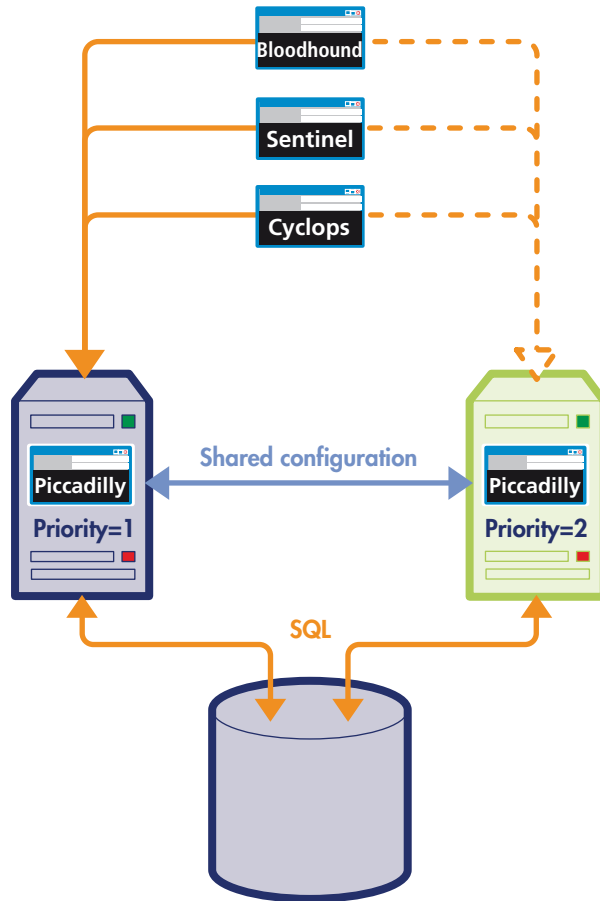 Bloodhound
Sentinel
Cyclops
Shared configuration
Piccadilly
Piccadilly
Priority=1
Priority=2
SQL